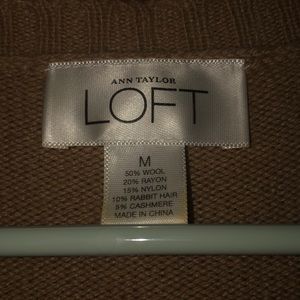 ANN TAYLOR
LOFT
M
50% WOOL
20% RAYON
15% NYLON
10% RABBIT HAIR
5% CASHMERE
MADE IN CHINA